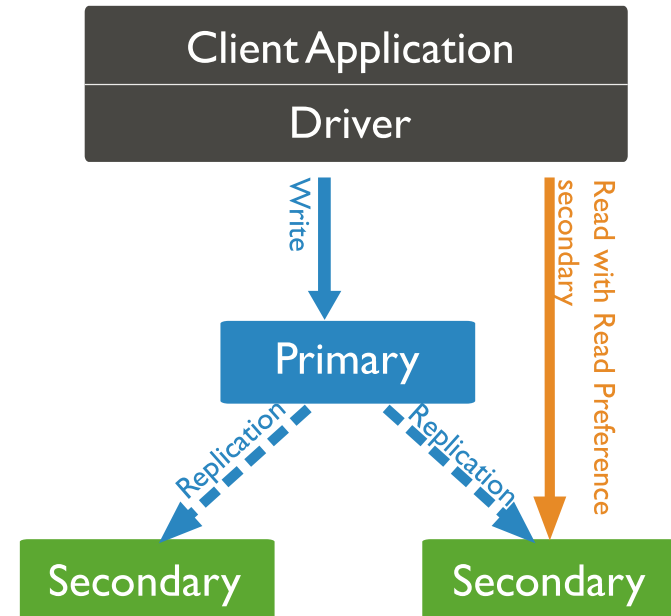 Client Application
Driver
Write
Read with Read Preference
secondary
Primary
Replication
Replication
Secondary
Secondary